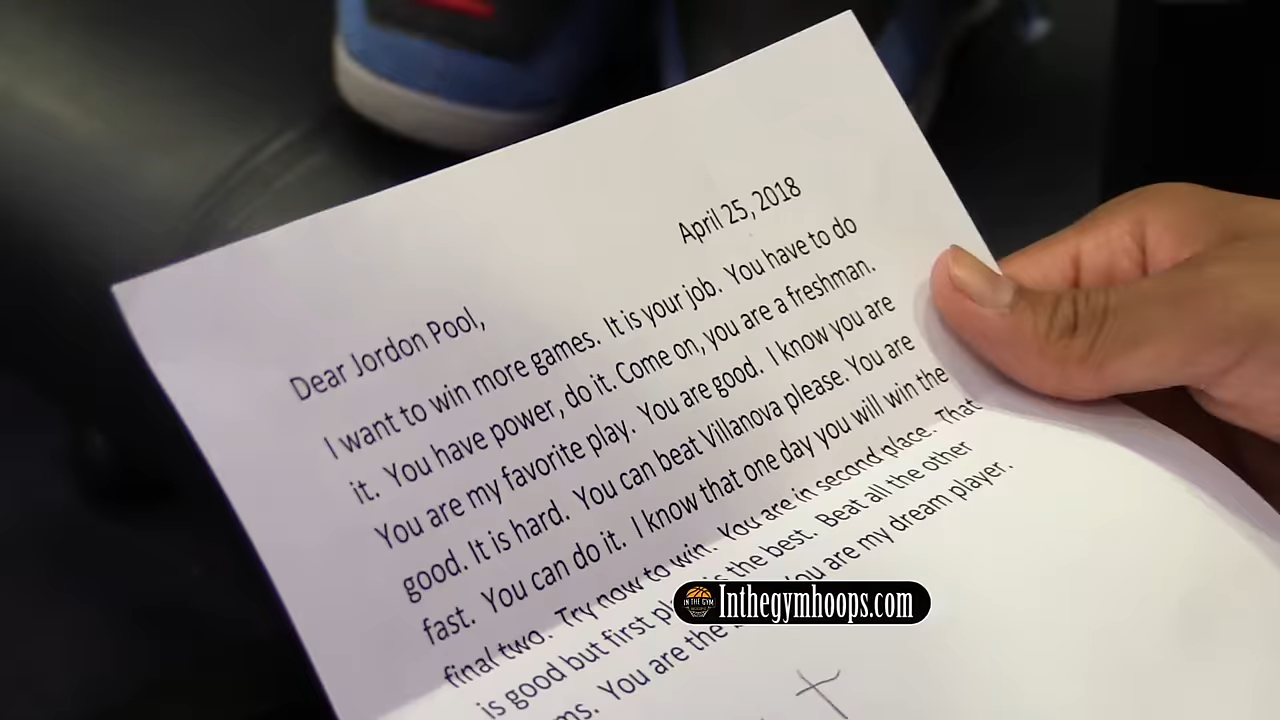 April 25, 2018
Dear Jordon Pool,
I want to win more games. It is your job. You have to do
it. You have power, do it. Come on, you are a freshman.
You are my favorite play. You are good. I know you are
good. It is hard. You can beat Villanova please. You are
fast. You can do it. I know that one day you will win the
final two. Try now to win. You are in second place. That
is good but first is the best. Beat all the other
You are the You are my dream player.
IN THE GYM
Inthegymhoops.com